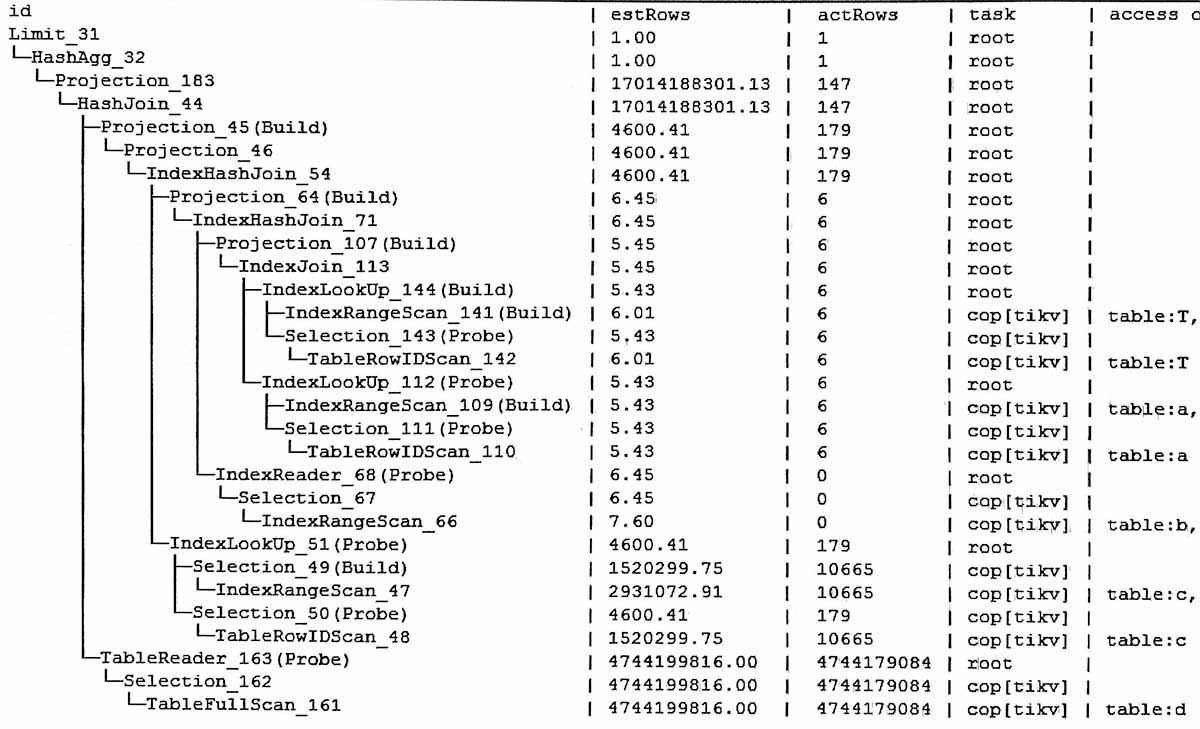 id | estRows | actRows | task | access o
Limit_31 | 1.00 | 1 | root |
└─HashAgg_32 | 1.00 | 1 | root |
└─Projection_183 | 17014188301.13 | 147 | root |
└─HashJoin_44 | 17014188301.13 | 147 | root |
├─Projection_45(Build) | 4600.41 | 179 | root |
│ └─Projection_46 | 4600.41 | 179 | root |
│ └─IndexHashJoin_54 | 4600.41 | 179 | root |
│ ├─Projection_64(Build) | 6.45 | 6 | root |
│ │ └─IndexHashJoin_71 | 6.45 | 6 | root |
│ │ ├─Projection_107(Build) | 5.45 | 6 | root |
│ │ │ └─IndexJoin_113 | 5.45 | 6 | root |
│ │ │ ├─IndexLookUp_144(Build) | 5.43 | 6 | root |
│ │ │ │ ├─IndexRangeScan_141(Build) | 6.01 | 6 | cop[tikv] | table:T,
│ │ │ │ └─Selection_143(Probe) | 5.43 | 6 | cop[tikv] |
│ │ │ │ └─TableRowIDScan_142 | 6.01 | 6 | cop[tikv] | table:T
│ │ │ └─IndexLookUp_112(Probe) | 5.43 | 6 | root |
│ │ │ ├─IndexRangeScan_109(Build) | 5.43 | 6 | cop[tikv] | table:a,
│ │ │ └─Selection_111(Probe) | 5.43 | 6 | cop[tikv] |
│ │ │ └─TableRowIDScan_110 | 5.43 | 6 | cop[tikv] | table:a
│ │ └─IndexReader_68(Probe) | 6.45 | 0 | root |
│ │ └─Selection_67 | 6.45 | 0 | cop[tikv] |
│ │ └─IndexRangeScan_66 | 7.60 | 0 | cop[tikv] | table:b,
│ └─IndexLookUp_51(Probe) | 4600.41 | 179 | root |
│ ├─Selection_49(Build) | 1520299.75 | 10665 | cop[tikv] |
│ │ └─IndexRangeScan_47 | 2931072.91 | 10665 | cop[tikv] | table:c,
│ └─Selection_50(Probe) | 4600.41 | 179 | cop[tikv] |
│ └─TableRowIDScan_48 | 1520299.75 | 10665 | cop[tikv] | table:c
└─TableReader_163(Probe) | 4744199816.00 | 4744179084 | root |
└─Selection_162 | 4744199816.00 | 4744179084 | cop[tikv] |
└─TableFullScan_161 | 4744199816.00 | 4744179084 | cop[tikv] | table:d